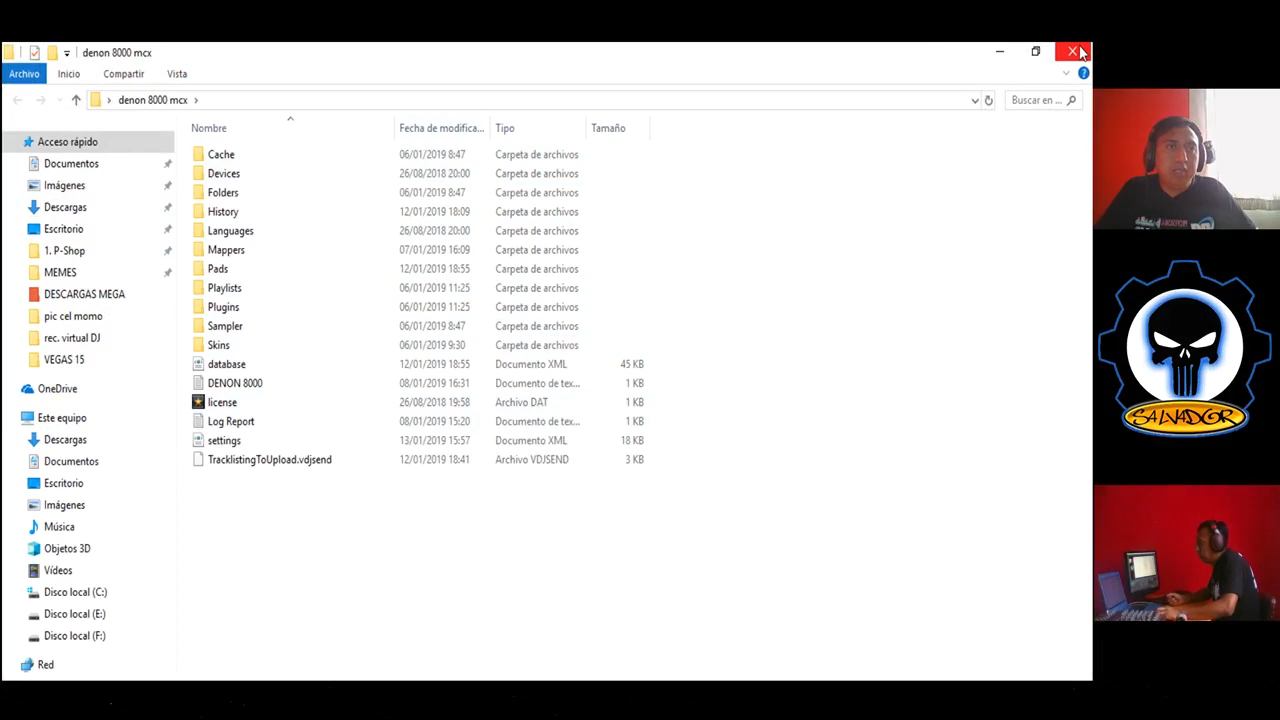 denon 8000 mcx
Archivo Inicio Compartir Vista
denon 8000 mcx
Buscar en ...
Nombre Fecha de modifica... Tipo Tamaño
Cache 06/01/2019 8:47 Carpeta de archivos
Devices 26/08/2018 20:00 Carpeta de archivos
Folders 06/01/2019 8:47 Carpeta de archivos
History 12/01/2019 18:09 Carpeta de archivos
Languages 26/08/2018 20:00 Carpeta de archivos
Mappers 07/01/2019 16:09 Carpeta de archivos
Pads 12/01/2019 18:55 Carpeta de archivos
Playlists 06/01/2019 11:25 Carpeta de archivos
Plugins 06/01/2019 11:25 Carpeta de archivos
Sampler 06/01/2019 8:47 Carpeta de archivos
Skins 06/01/2019 9:30 Carpeta de archivos
database 12/01/2019 18:55 Documento XML 45 KB
DENON 8000 08/01/2019 16:31 Documento de tex... 1 KB
license 26/08/2018 19:58 Archivo DAT 1 KB
Log Report 08/01/2019 15:20 Documento de tex... 1 KB
settings 13/01/2019 15:57 Documento XML 18 KB
TracklistingToUpload.vdjsend 12/01/2019 18:41 Archivo VDJSEND 3 KB
Acceso rápido
Documentos
Imágenes
Descargas
Escritorio
1. P-Shop
MEMES
DESCARGAS MEGA
pic cel momo
rec. virtual DJ
VEGAS 15
OneDrive
Este equipo
Descargas
Documentos
Escritorio
Imágenes
Música
Objetos 3D
Vídeos
Disco local (C:)
Disco local (E:)
Disco local (F:)
Red
SALVADOR